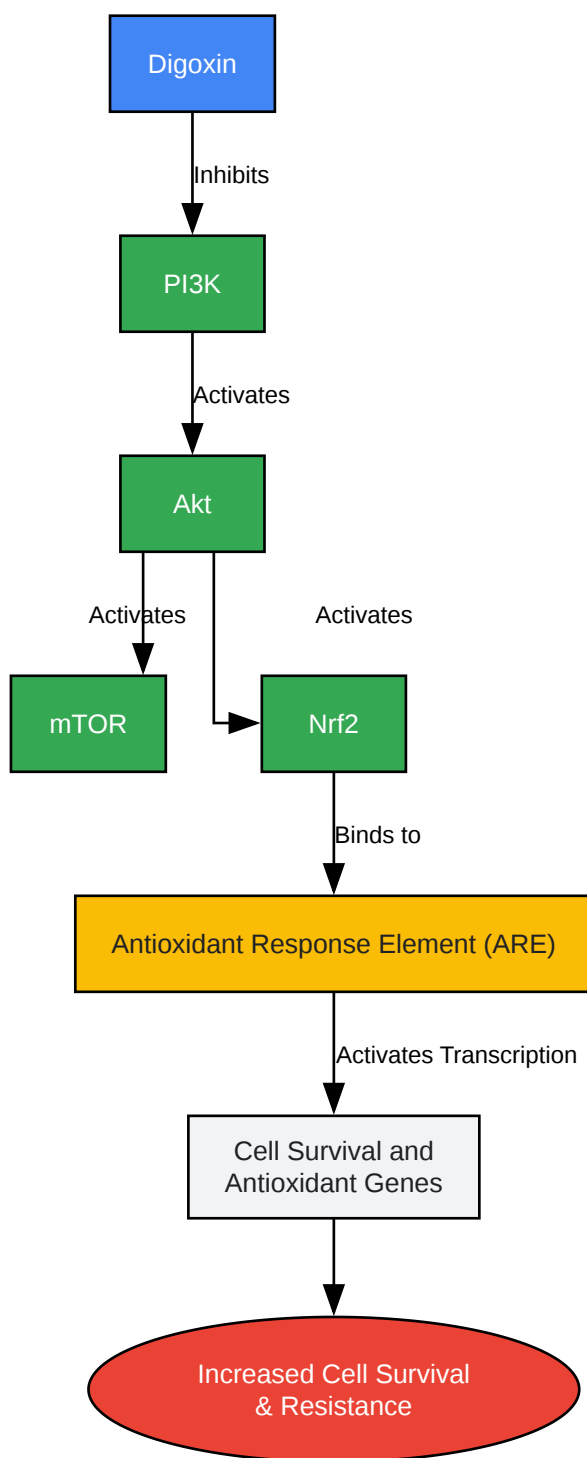 Digoxin
Inhibits
PI3K
Activates
Akt
Activates
Activates
mTOR
Nrf2
Binds to
Antioxidant Response Element (ARE)
Activates Transcription
Cell Survival and
Antioxidant Genes
Increased Cell Survival
& Resistance